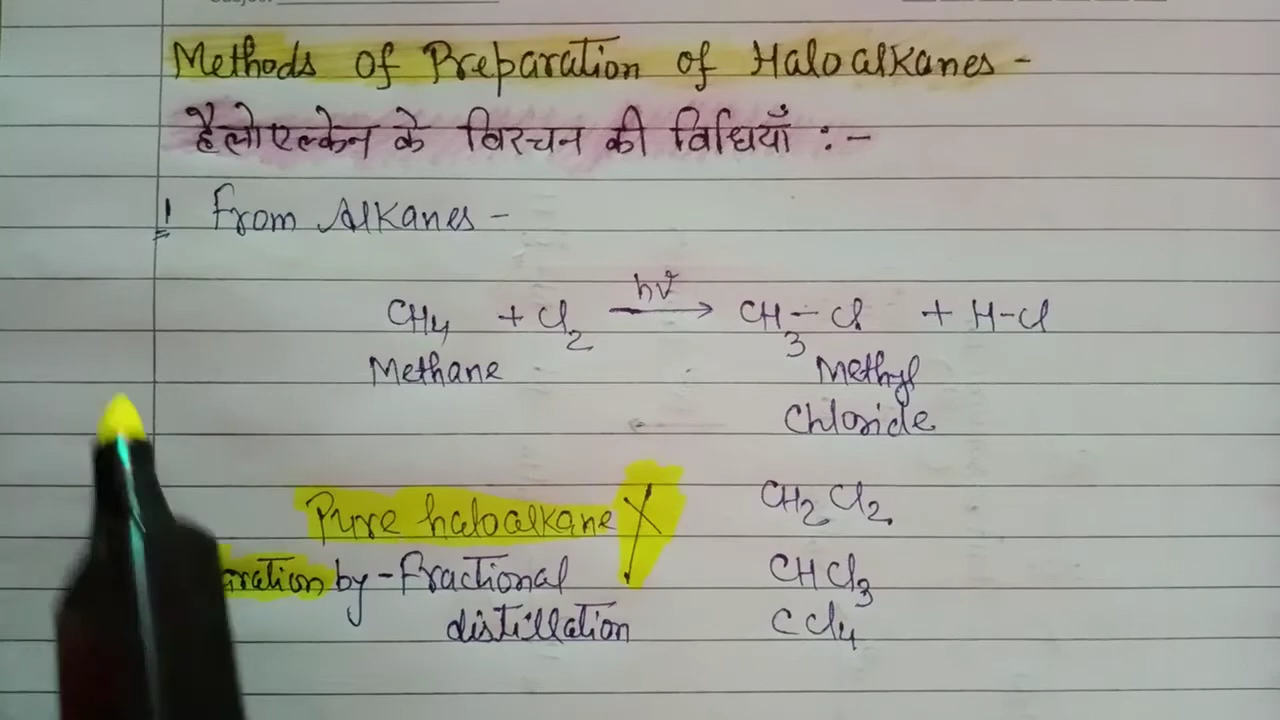 Methods of Preparation of Haloalkanes -
हैलोएल्केन के विरचन की विधियाँ :-
1 From Alkanes -
hν
CH4 + Cl2 ⟶ CH3-Cl + H-Cl
Methane Methyl
Chloride
Pure haloalkane X CH2Cl2
by - Fractional CHCl3
distillation CCl4